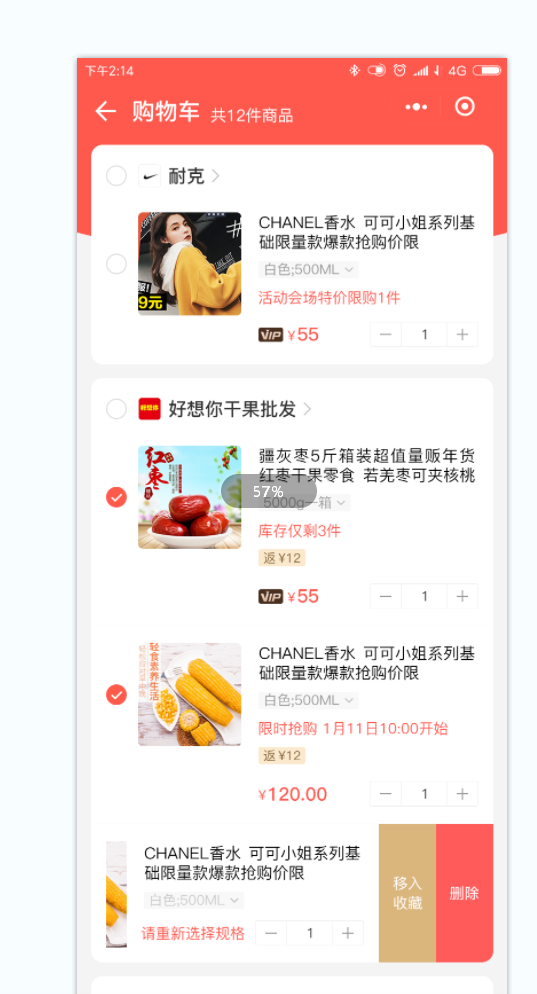 下午2:14
4G
购物车 共12件商品
耐克
9元
CHANEL香水 可可小姐系列基
础限量款爆款抢购价限
白色;500ML
活动会场特价限购1件
VIP ¥55
1
好想你干果批发
红枣
疆灰枣5斤箱装超值量贩年货
红枣干果零食 若羌枣可夹核桃
57%
5000g一箱
库存仅剩3件
返¥12
VIP ¥55
1
轻食素养生活
CHANEL香水 可可小姐系列基
础限量款爆款抢购价限
白色;500ML
限时抢购 1月11日10:00开始
返¥12
¥120.00
1
CHANEL香水 可可小姐系列基
础限量款爆款抢购价限
白色;500ML
请重新选择规格
1
移入
收藏
删除